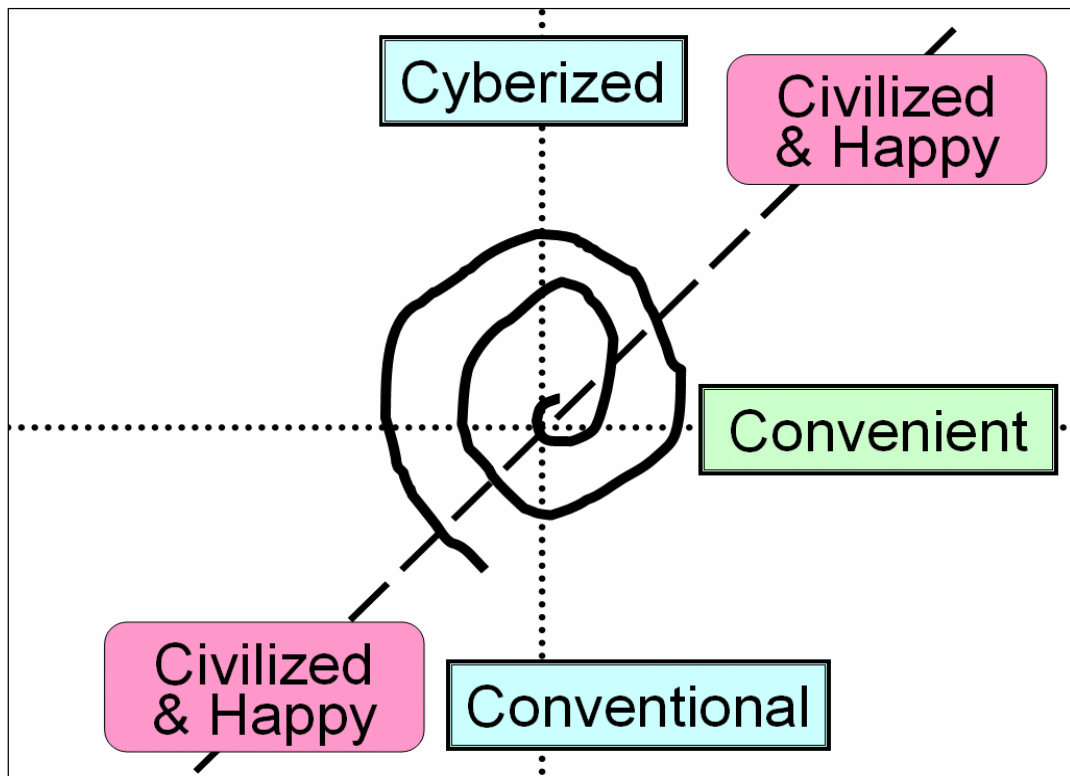 Cyberized
Civilized
& Happy
Convenient
Civilized
& Happy
Conventional